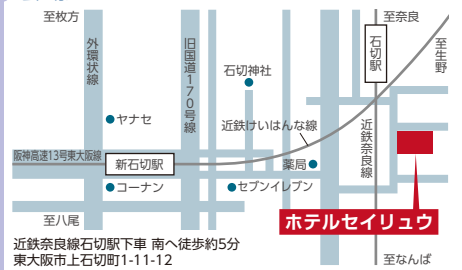 至枚方
至奈良
外環状線
旧国道170号線
石切駅
至生野
石切神社
ヤナセ
近鉄けいはんな線
近鉄奈良線
阪神高速13号東大阪線
新石切駅
薬局
コーナン
セブンイレブン
ホテルセイリュウ
至八尾
近鉄奈良線石切駅下車 南へ徒歩約5分
東大阪市上石切町1-11-12
至なんば